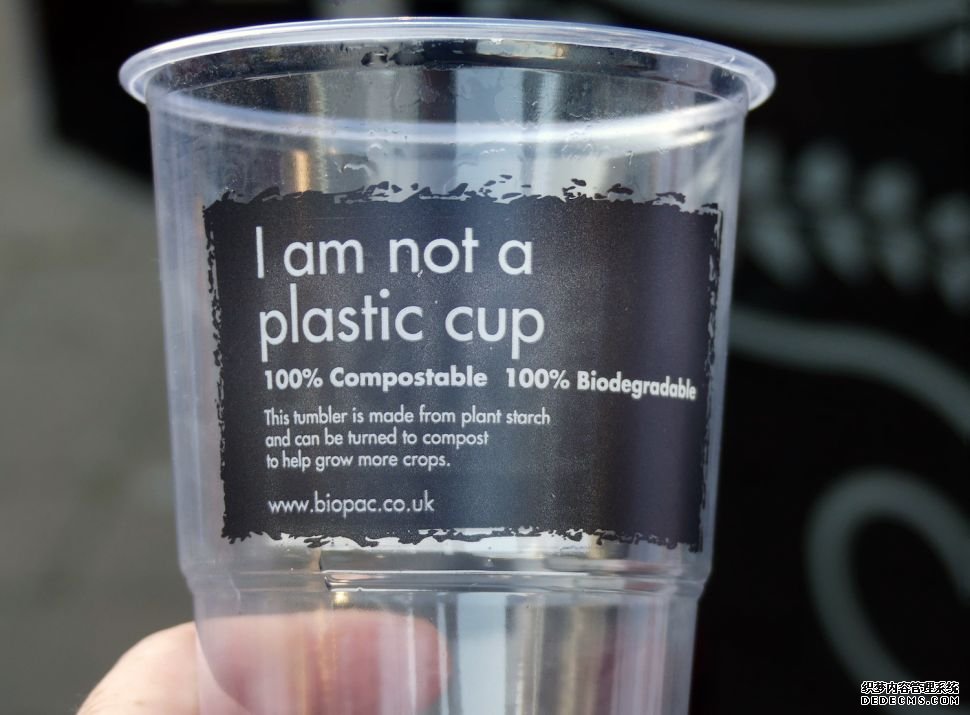 I am not a
plastic cup
100% Compostable 100% Biodegradable
This tumbler is made from plant starch
and can be turned to compost
to help grow more crops.
www.biopac.co.uk
织梦内容管理系统
DEDECMS.COM